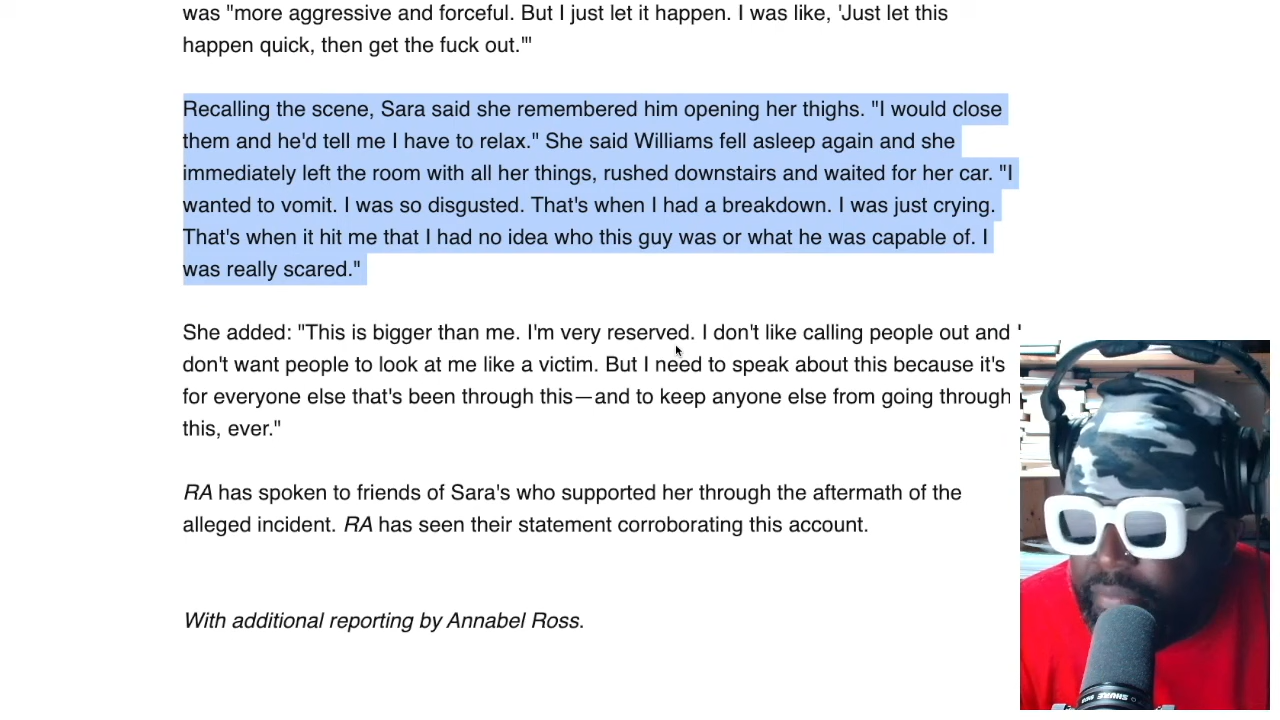 was "more aggressive and forceful. But I just let it happen. I was like, 'Just let this
happen quick, then get the fuck out.'"
Recalling the scene, Sara said she remembered him opening her thighs. "I would close
them and he'd tell me I have to relax." She said Williams fell asleep again and she
immediately left the room with all her things, rushed downstairs and waited for her car. "I
wanted to vomit. I was so disgusted. That's when I had a breakdown. I was just crying.
That's when it hit me that I had no idea who this guy was or what he was capable of. I
was really scared."
She added: "This is bigger than me. I'm very reserved. I don't like calling people out and
don't want people to look at me like a victim. But I need to speak about this because it's
for everyone else that's been through this—and to keep anyone else from going through
this, ever."
RA has spoken to friends of Sara's who supported her through the aftermath of the
alleged incident. RA has seen their statement corroborating this account.
With additional reporting by Annabel Ross.
SHURE